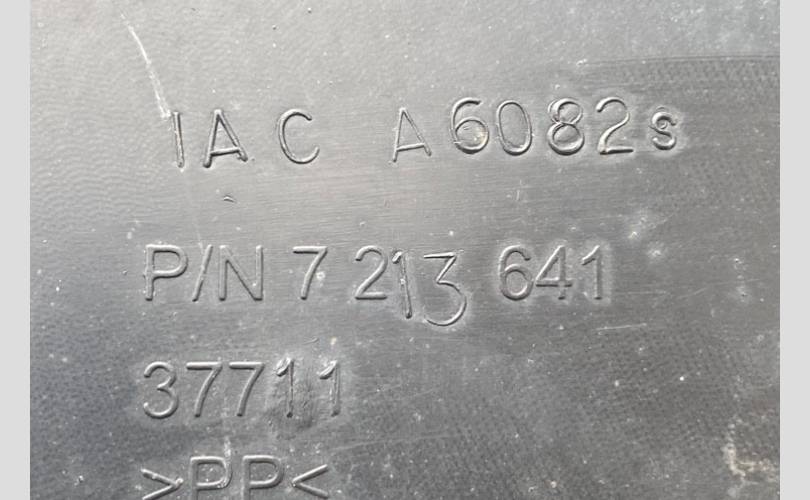 IAC A6082s
P/N 7 213 641
37711
>PP<